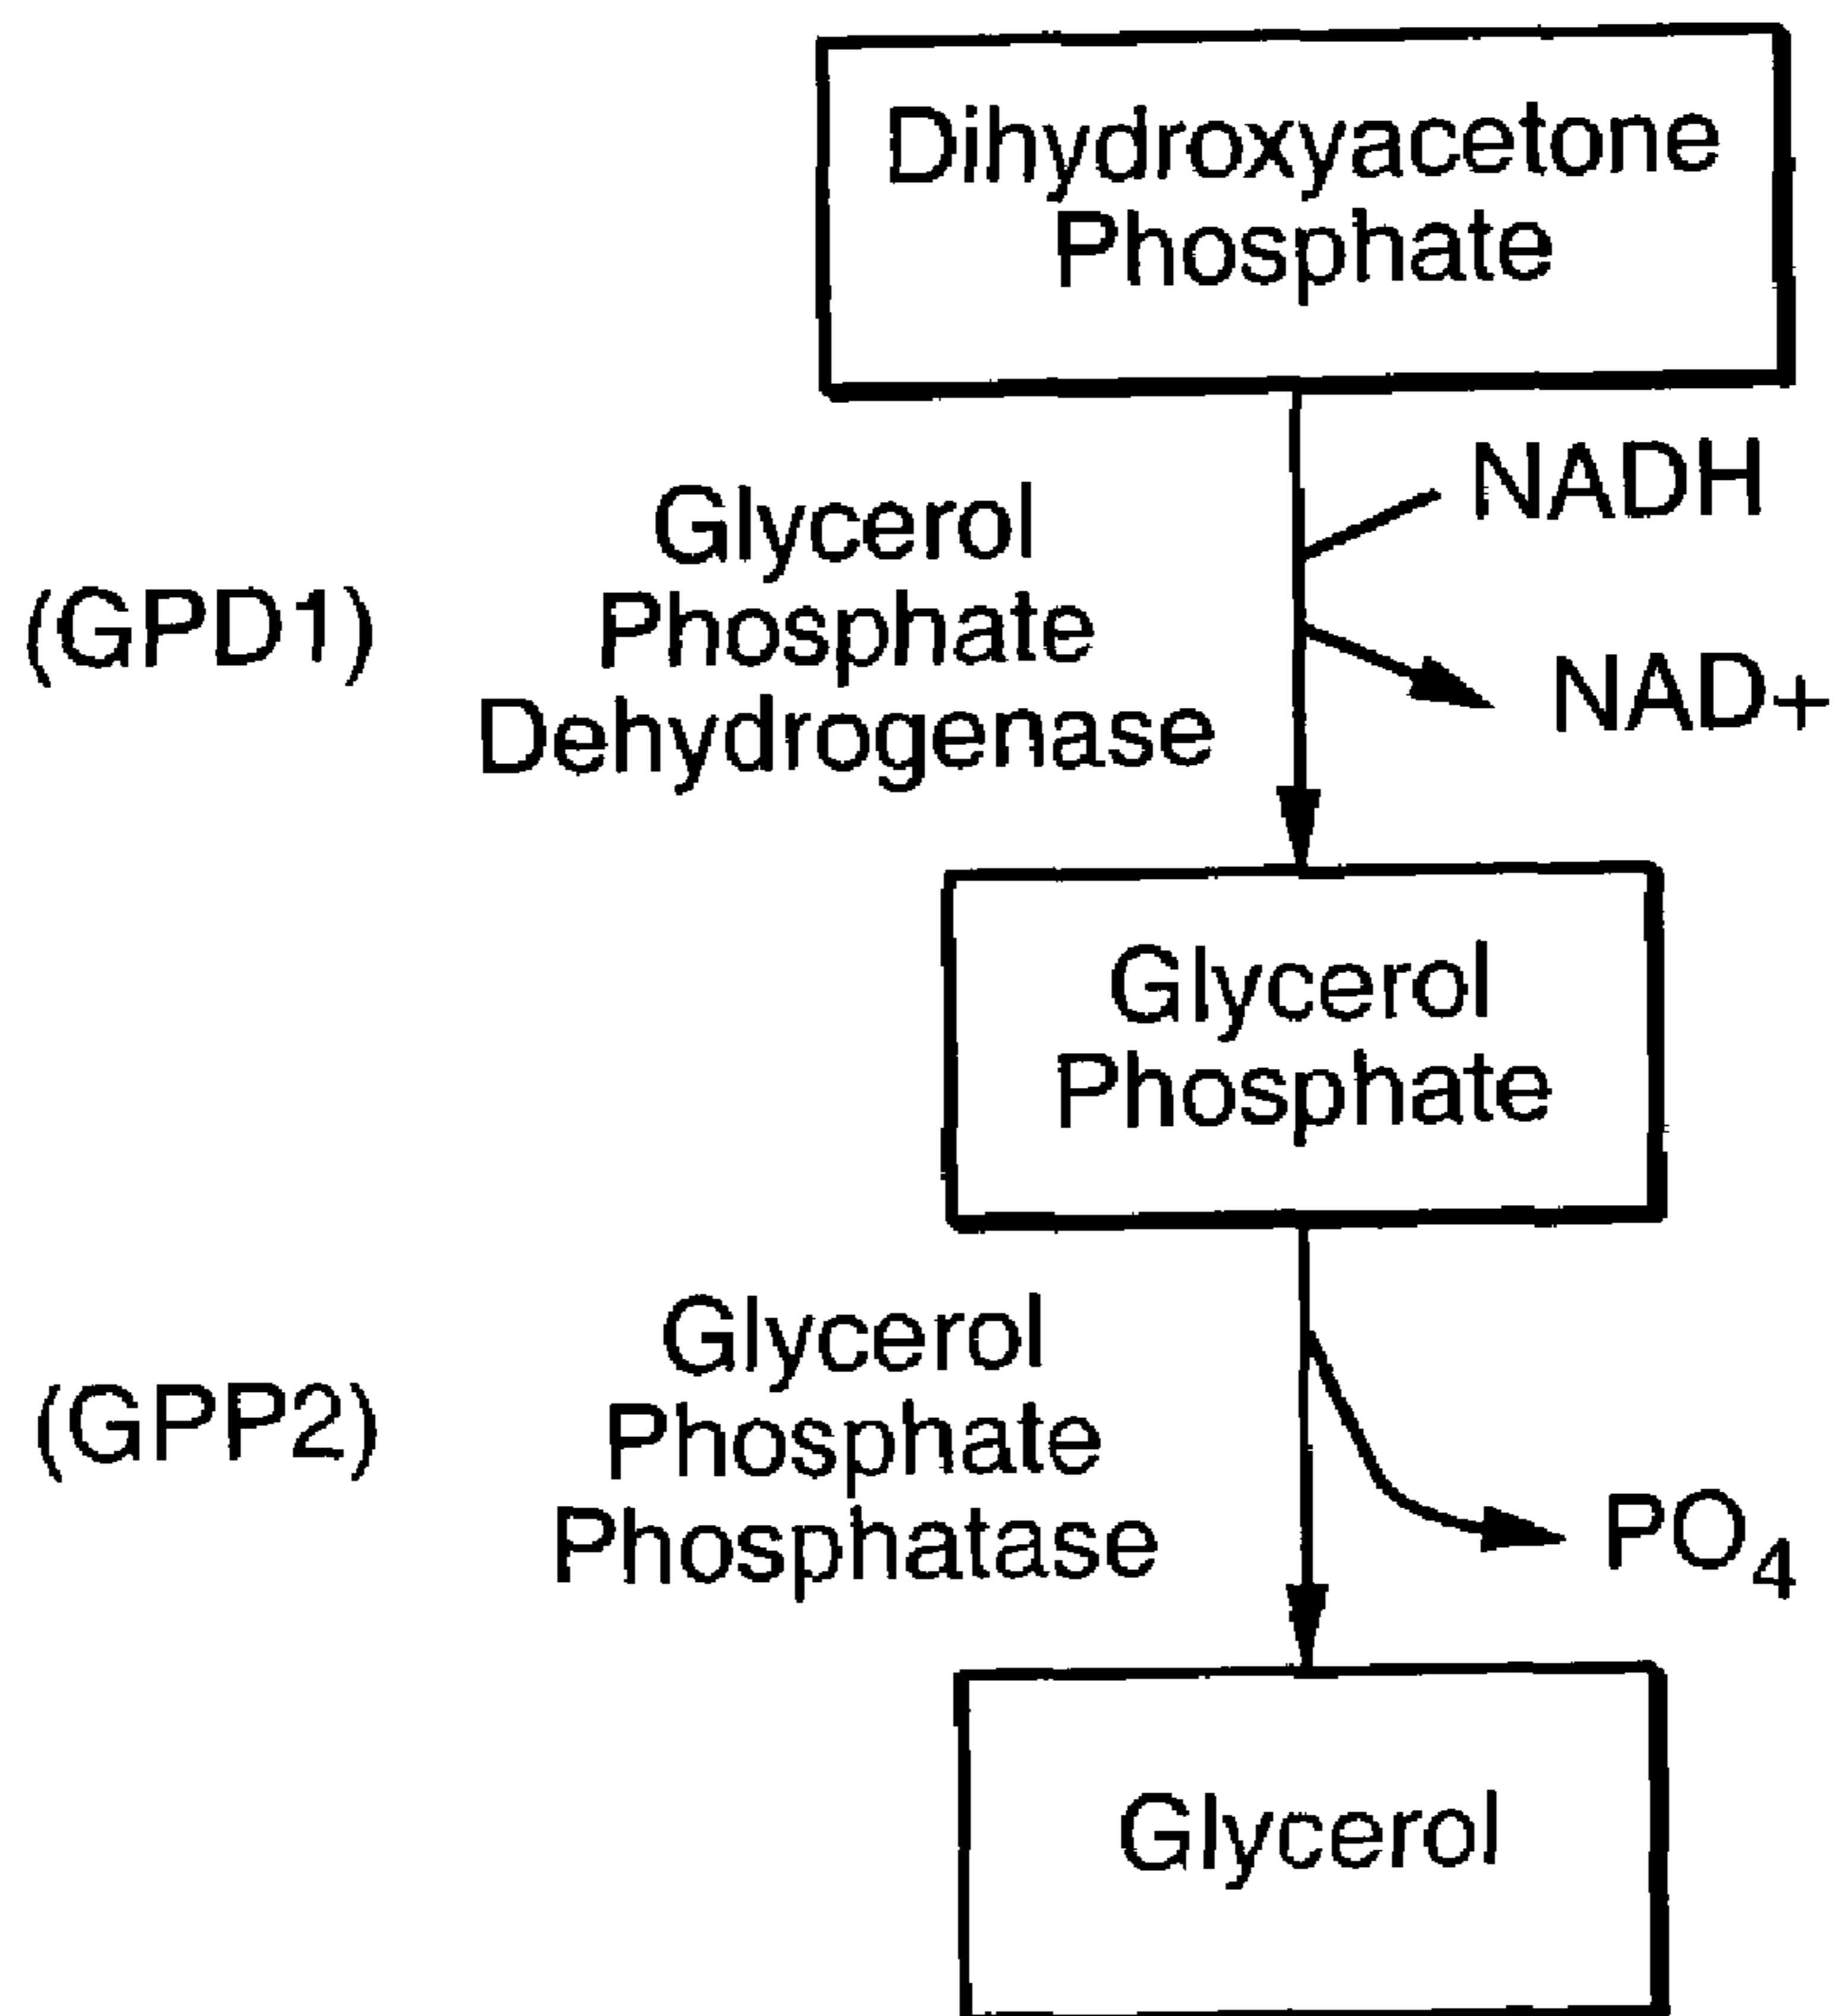 Dihydroxyacetone
Phosphate
NADH
Glycerol
(GPD1) Phosphate
NAD+
Dehydrogenase
Glycerol
Phosphate
Glycerol
(GPP2) Phosphate
Phosphatase
PO4
Glycerol